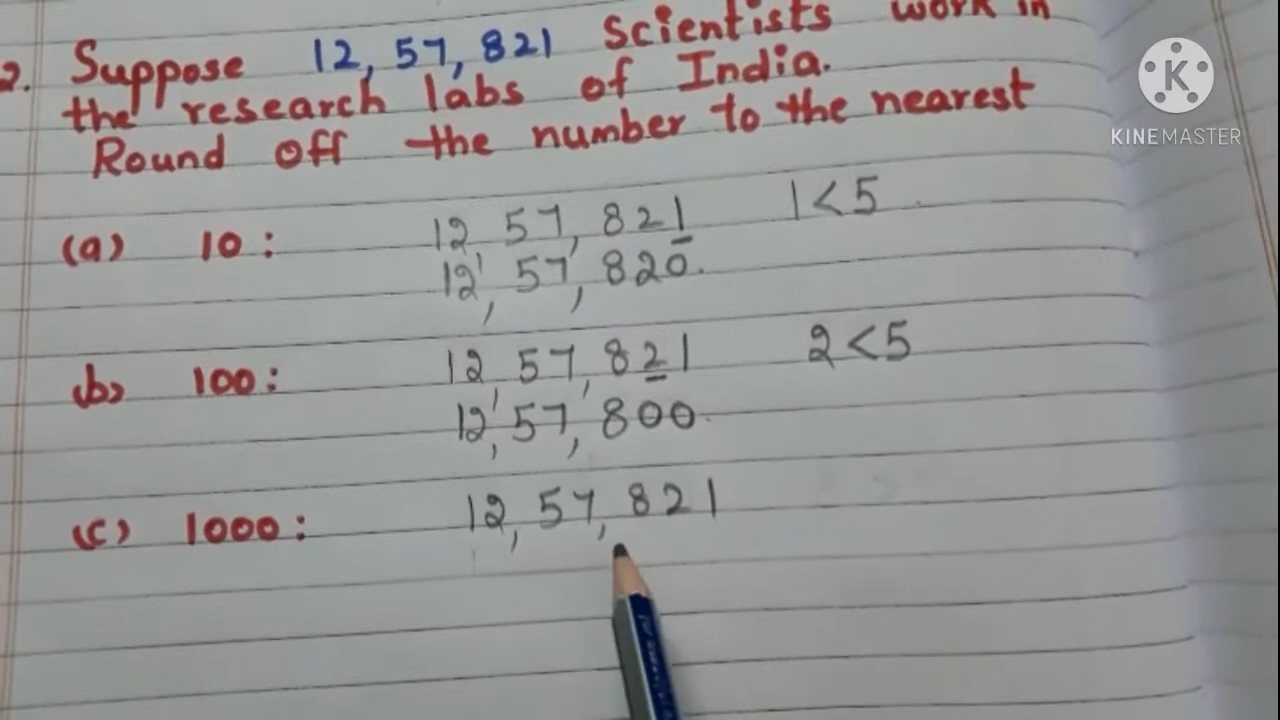 2. Suppose 12,57,821 Scientists work in
the research labs of India.
Round off the number to the nearest
(a) 10: 12,57,821 1<5
12,57,820.
(b) 100: 12,57,821 2<5
12,57,800.
(c) 1000: 12,57,821
K
KINEMASTER